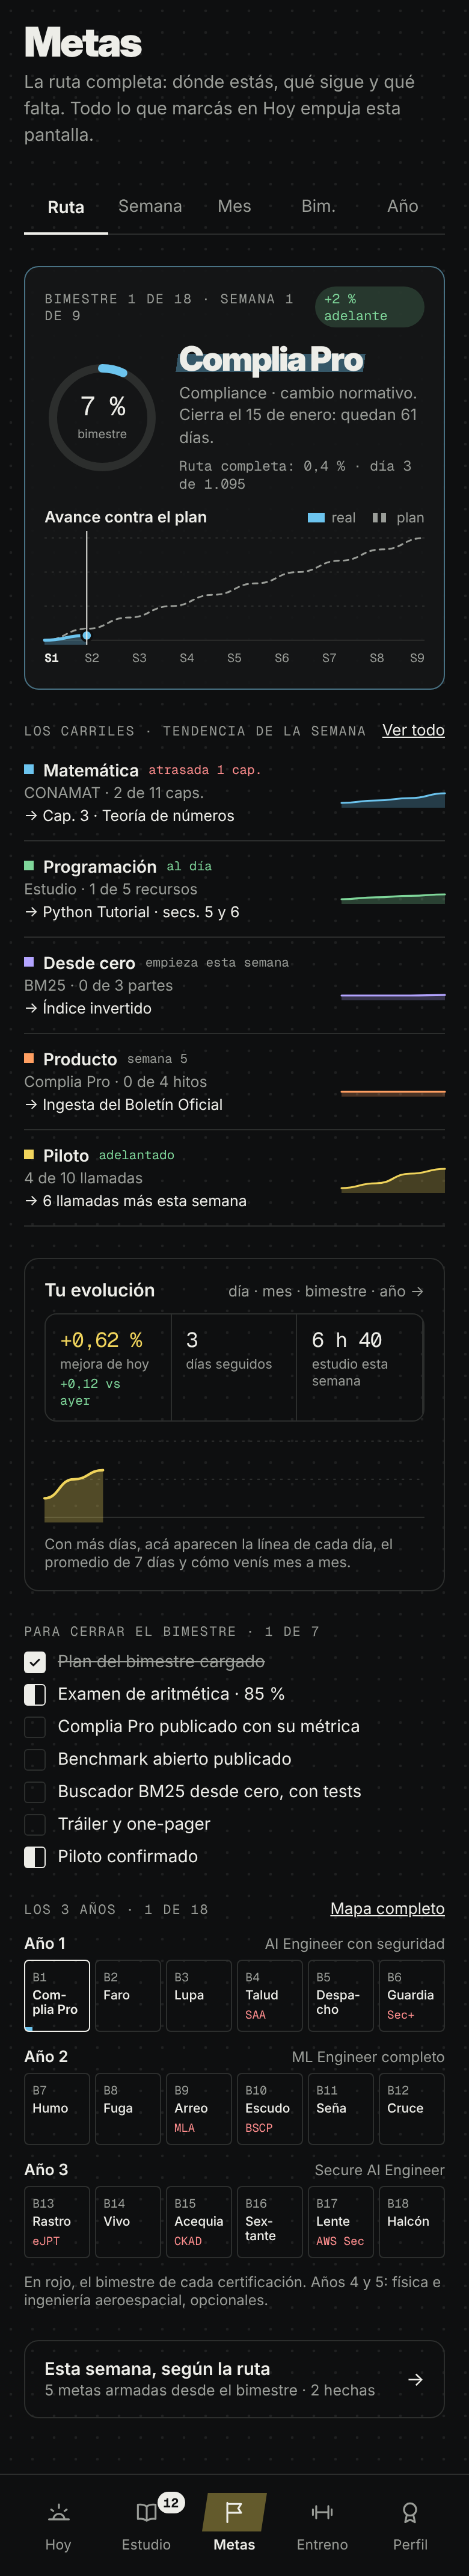 Metas
La ruta completa: dónde estás, qué sigue y qué
falta. Todo lo que marcás en Hoy empuja esta
pantalla.
Ruta Semana Mes Bim. Año
BIMESTRE 1 DE 18 · SEMANA 1
DE 9
+2 %
adelante
7 %
bimestre
Complia Pro
Compliance · cambio normativo.
Cierra el 15 de enero: quedan 61
días.
Ruta completa: 0,4 % · día 3
de 1.095
Avance contra el plan
real plan
S1 S2 S3 S4 S5 S6 S7 S8 S9
LOS CARRILES · TENDENCIA DE LA SEMANA Ver todo
Matemática atrasada 1 cap.
CONAMAT · 2 de 11 caps.
→ Cap. 3 · Teoría de números
Programación al día
Estudio · 1 de 5 recursos
→ Python Tutorial · secs. 5 y 6
Desde cero empieza esta semana
BM25 · 0 de 3 partes
→ Índice invertido
Producto semana 5
Complia Pro · 0 de 4 hitos
→ Ingesta del Boletín Oficial
Piloto adelantado
4 de 10 llamadas
→ 6 llamadas más esta semana
Tu evolución día · mes · bimestre · año →
+0,62 %
mejora de hoy
+0,12 vs
ayer
3
días seguidos
6 h 40
estudio esta
semana
Con más días, acá aparecen la línea de cada día, el
promedio de 7 días y cómo venís mes a mes.
PARA CERRAR EL BIMESTRE · 1 DE 7
Plan del bimestre cargado
Examen de aritmética · 85 %
Complia Pro publicado con su métrica
Benchmark abierto publicado
Buscador BM25 desde cero, con tests
Tráiler y one-pager
Piloto confirmado
LOS 3 AÑOS · 1 DE 18 Mapa completo
Año 1 AI Engineer con seguridad
B1
Com-
plia Pro
B2
Faro
B3
Lupa
B4
Talud
SAA
B5
Despa-
cho
B6
Guardia
Sec+
Año 2 ML Engineer completo
B7
Humo
B8
Fuga
B9
Arreo
MLA
B10
Escudo
BSCP
B11
Seña
B12
Cruce
Año 3 Secure AI Engineer
B13
Rastro
eJPT
B14
Vivo
B15
Acequia
CKAD
B16
Sex-
tante
B17
Lente
AWS Sec
B18
Halcón
En rojo, el bimestre de cada certificación. Años 4 y 5: física e
ingeniería aeroespacial, opcionales.
Esta semana, según la ruta
5 metas armadas desde el bimestre · 2 hechas
→
12
Hoy Estudio Metas Entreno Perfil